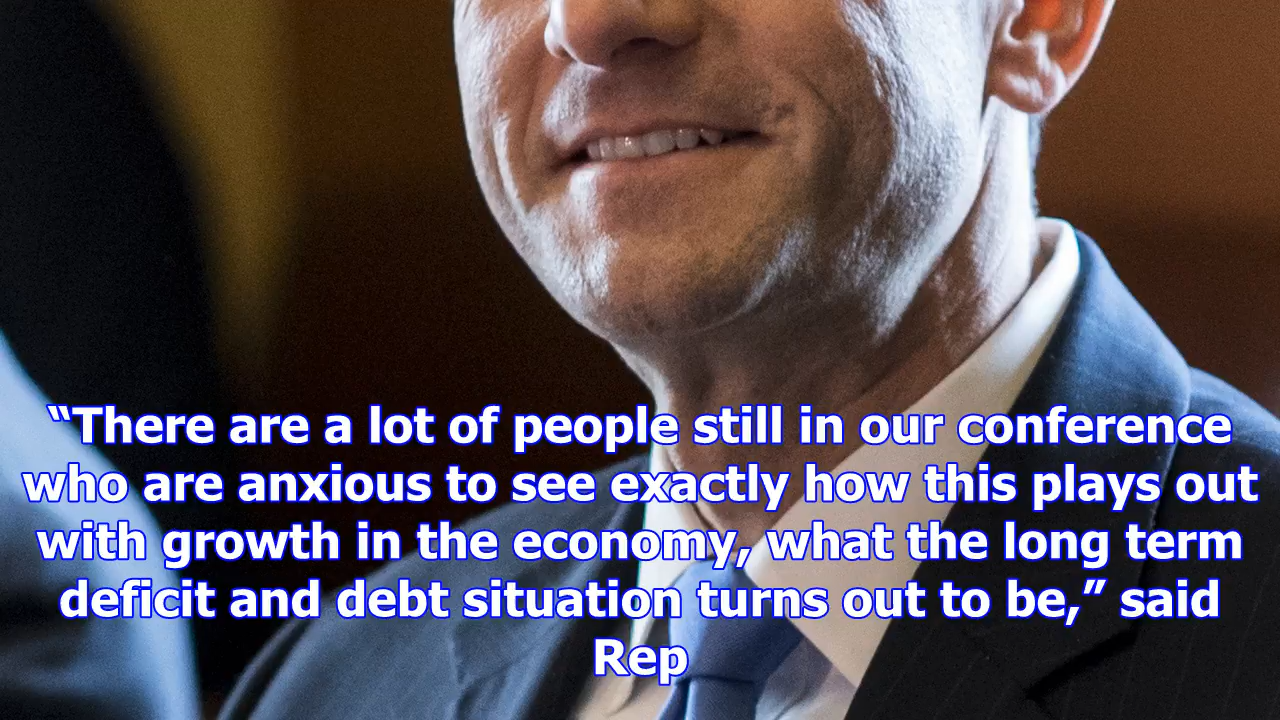 “There are a lot of people still in our conference
who are anxious to see exactly how this plays out
with growth in the economy, what the long term
deficit and debt situation turns out to be,” said
Rep